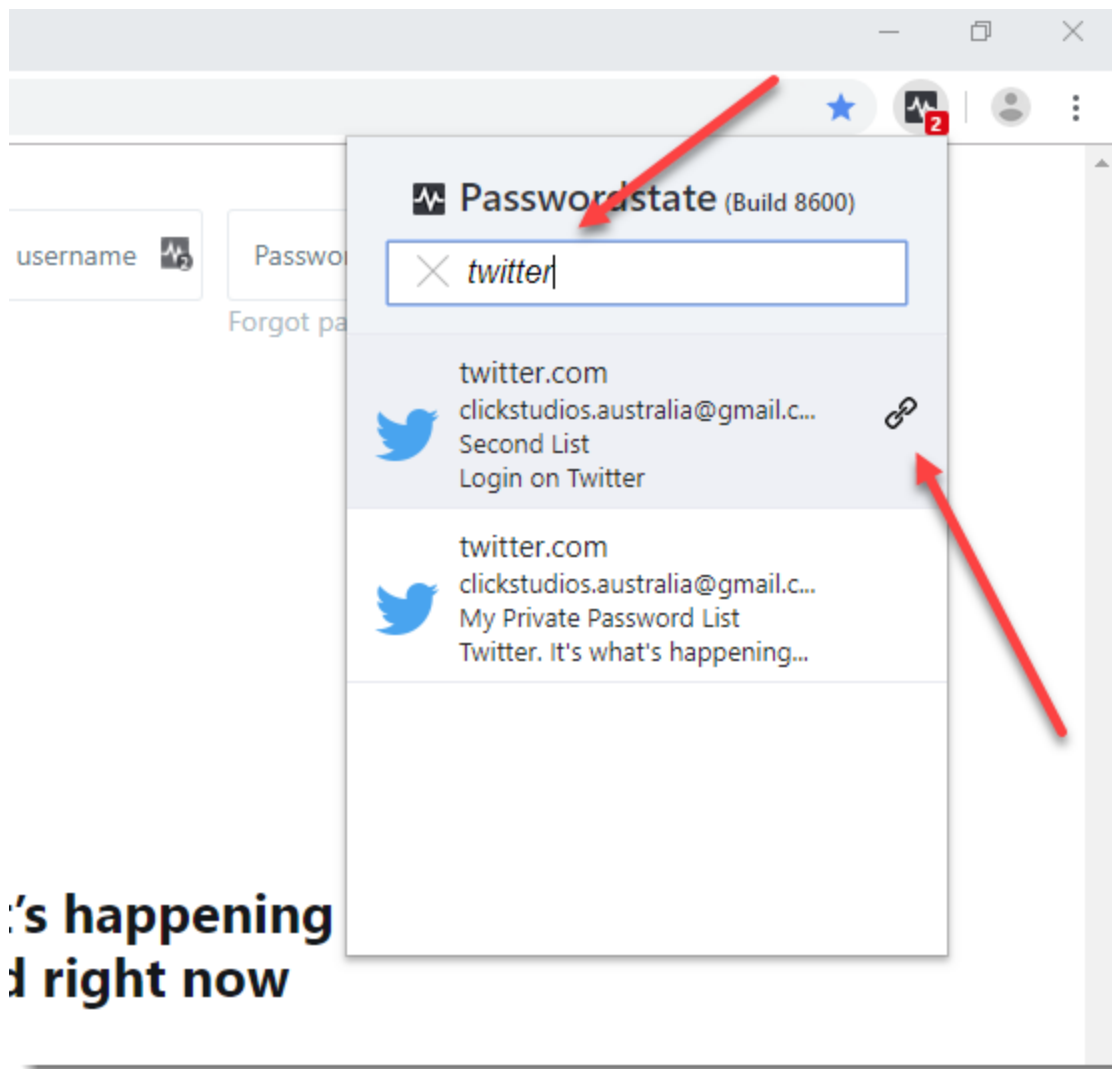 2
Passwordstate (Build 8600)
username 2
Passwo
twitter
Forgot pa
twitter.com
clickstudios.australia@gmail.c...
Second List
Login on Twitter
twitter.com
clickstudios.australia@gmail.c...
My Private Password List
Twitter. It's what's happening...
’s happening
d right now